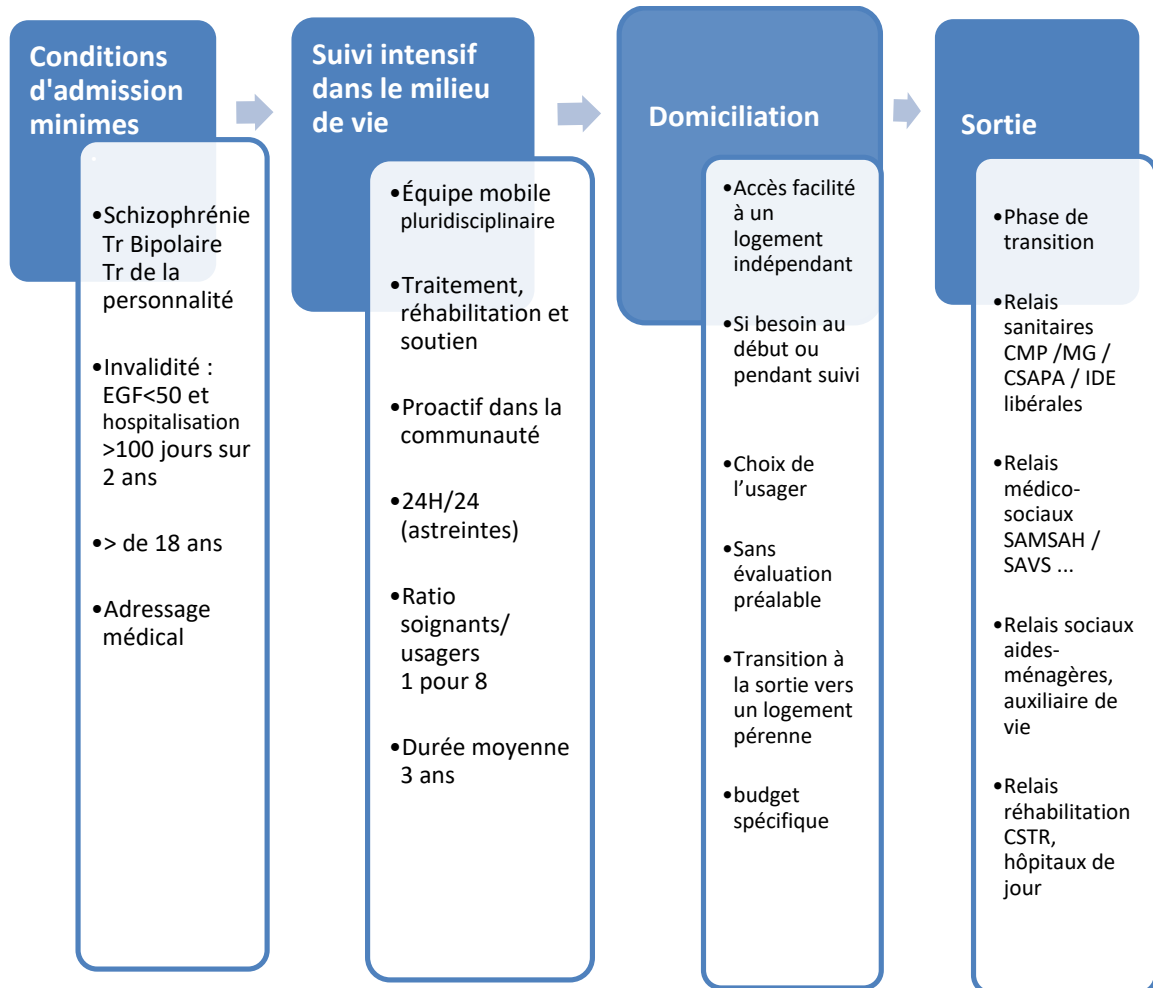 Conditions
d'admission
minimes
•Schizophrénie
Tr Bipolaire
Tr de la
personnalité
•Invalidité :
EGF<50 et
hospitalisation
>100 jours sur
2 ans
•> de 18 ans
•Adressage
médical
Suivi intensif
dans le milieu
de vie
•Équipe mobile
pluridisciplinaire
•Traitement,
réhabilitation et
soutien
•Proactif dans la
communauté
•24H/24
(astreintes)
•Ratio
soignants/
usagers
1 pour 8
•Durée moyenne
3 ans
Domiciliation
•Accès facilité
à un
logement
indépendant
•Si besoin au
début ou
pendant suivi
•Choix de
l’usager
•Sans
évaluation
préalable
•Transition à
la sortie vers
un logement
pérenne
•budget
spécifique
Sortie
•Phase de
transition
•Relais
sanitaires
CMP /MG /
CSAPA / IDE
libérales
•Relais
médico-
sociaux
SAMSAH /
SAVS ...
•Relais sociaux
aides-
ménagères,
auxiliaire de
vie
•Relais
réhabilitation
CSTR,
hôpitaux de
jour